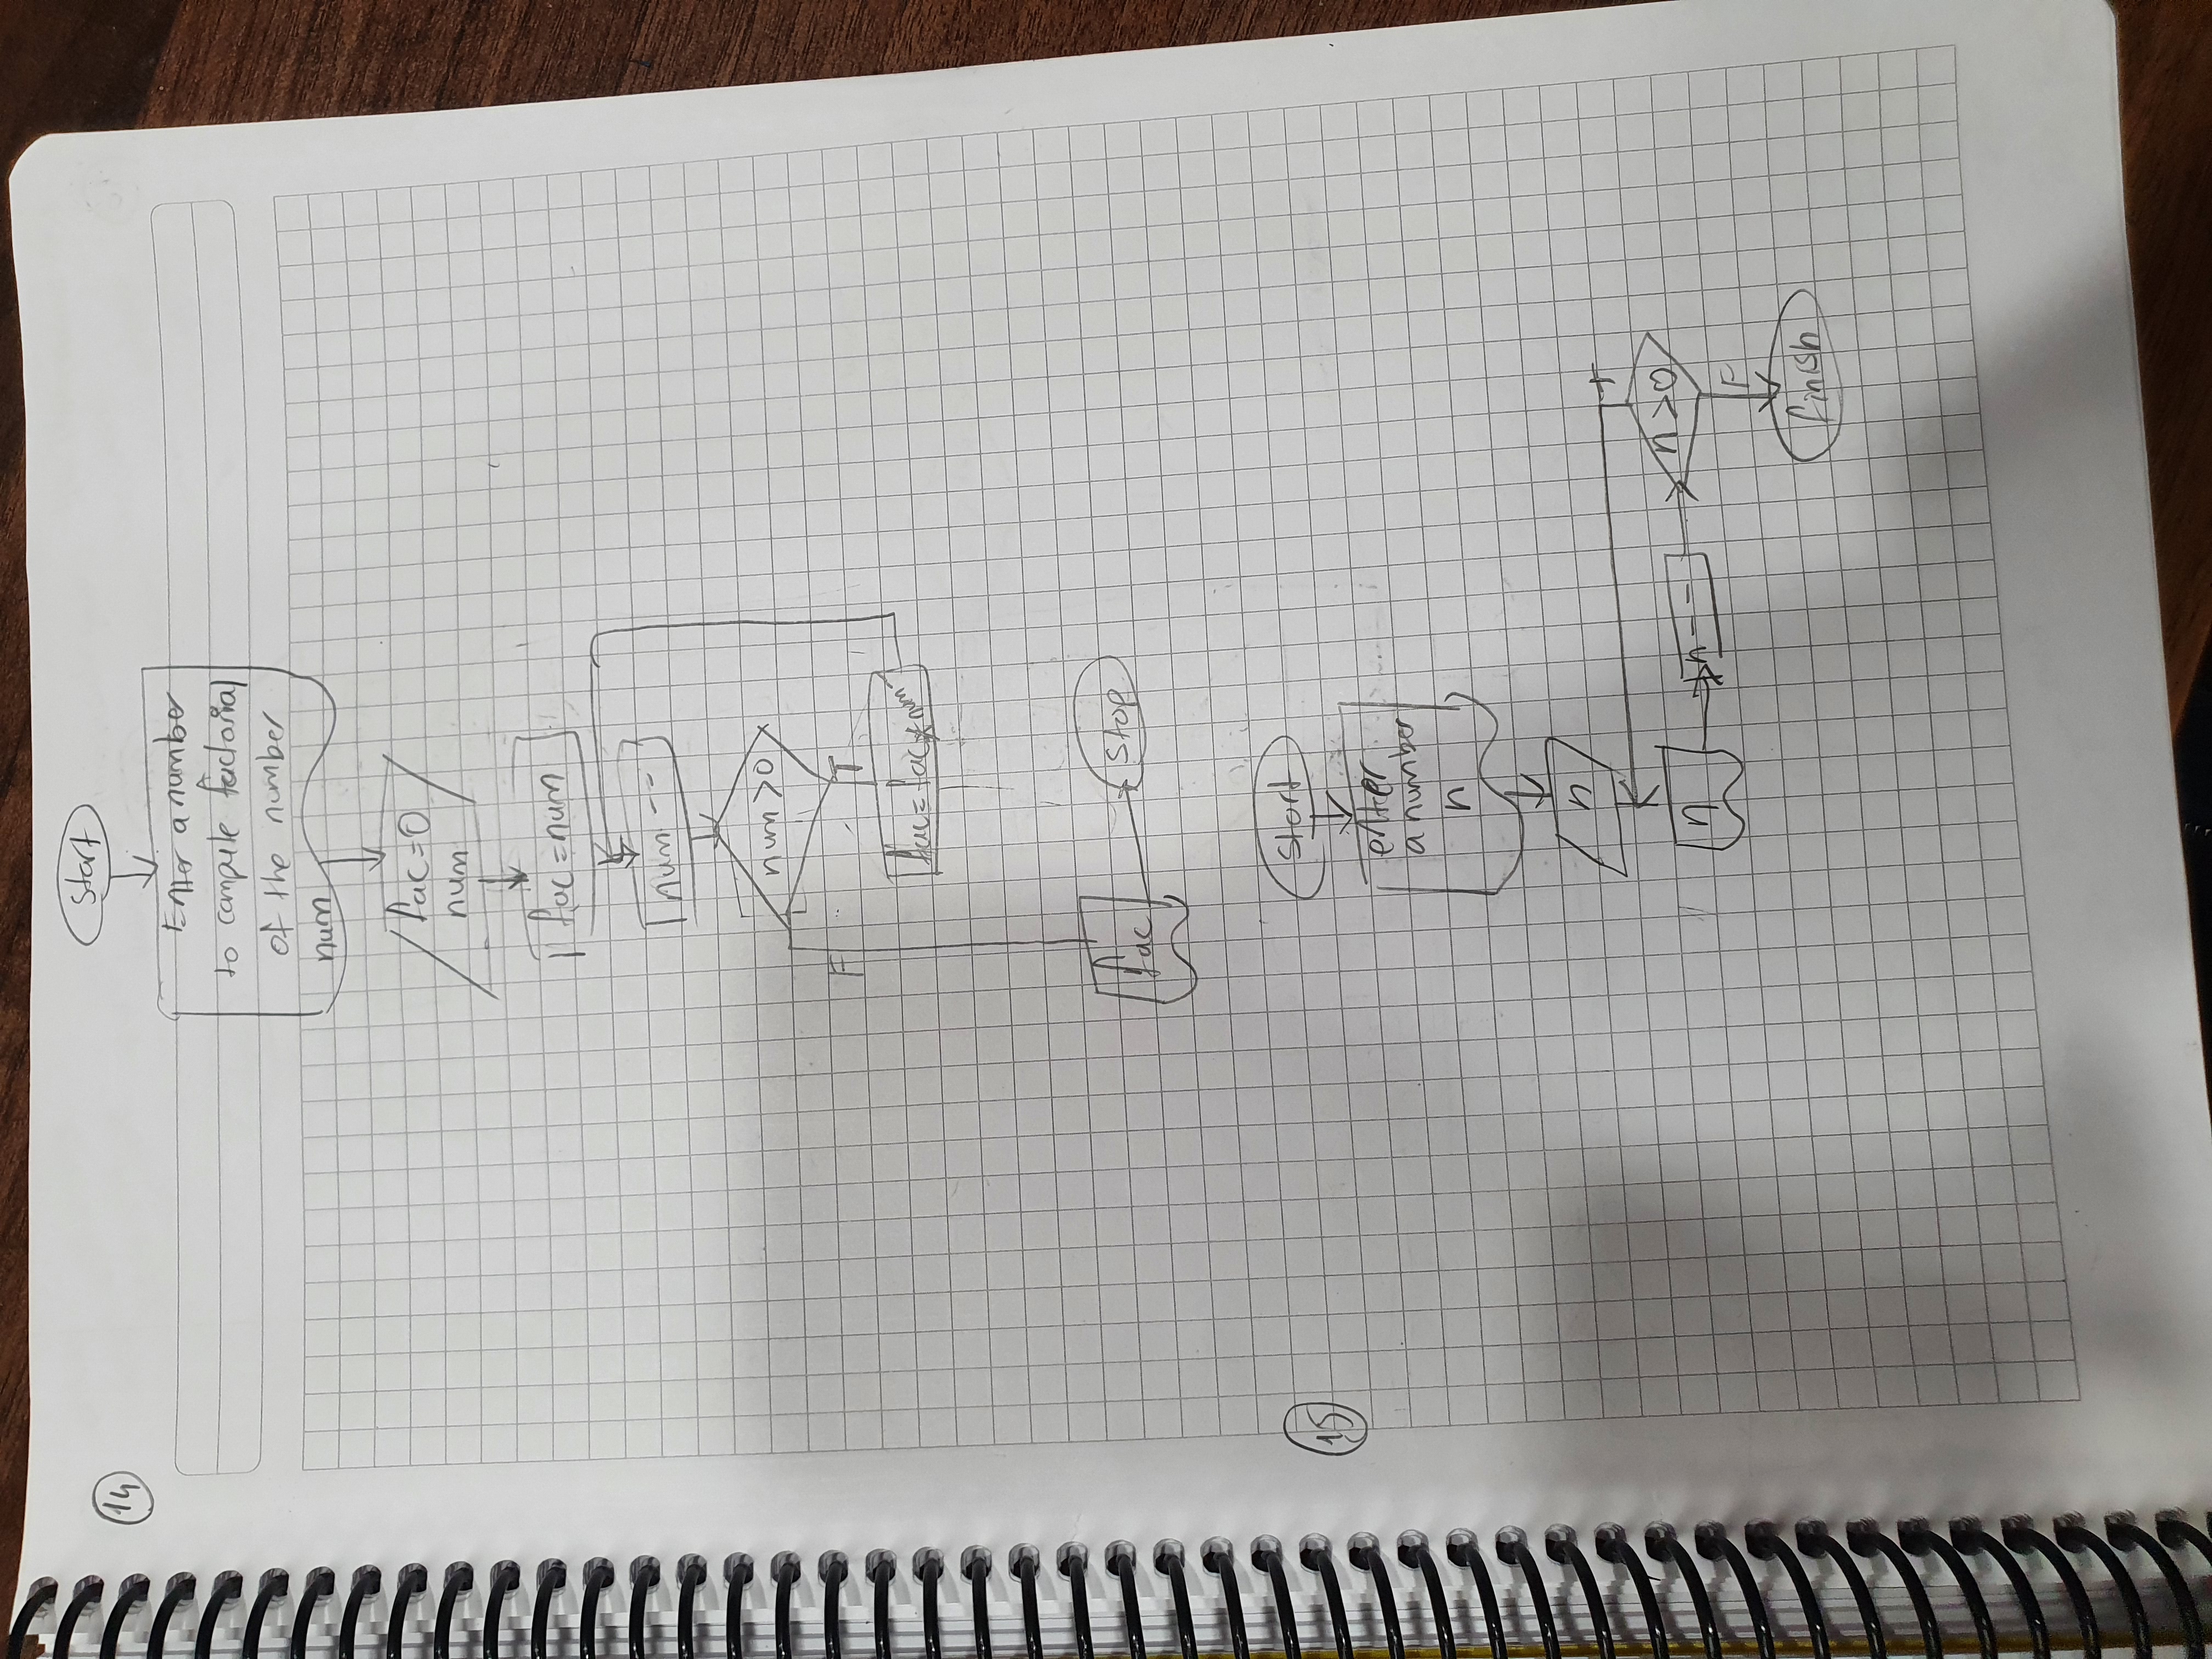 14
Start
Enter a number
to compute factorial
of the number
num
fac=0
num
fac=num
num --
num>0
F
T
fac=fac*num
fac
stop
15
Start
enter
a number
n
n
T
n>0
n
n--
F
finish